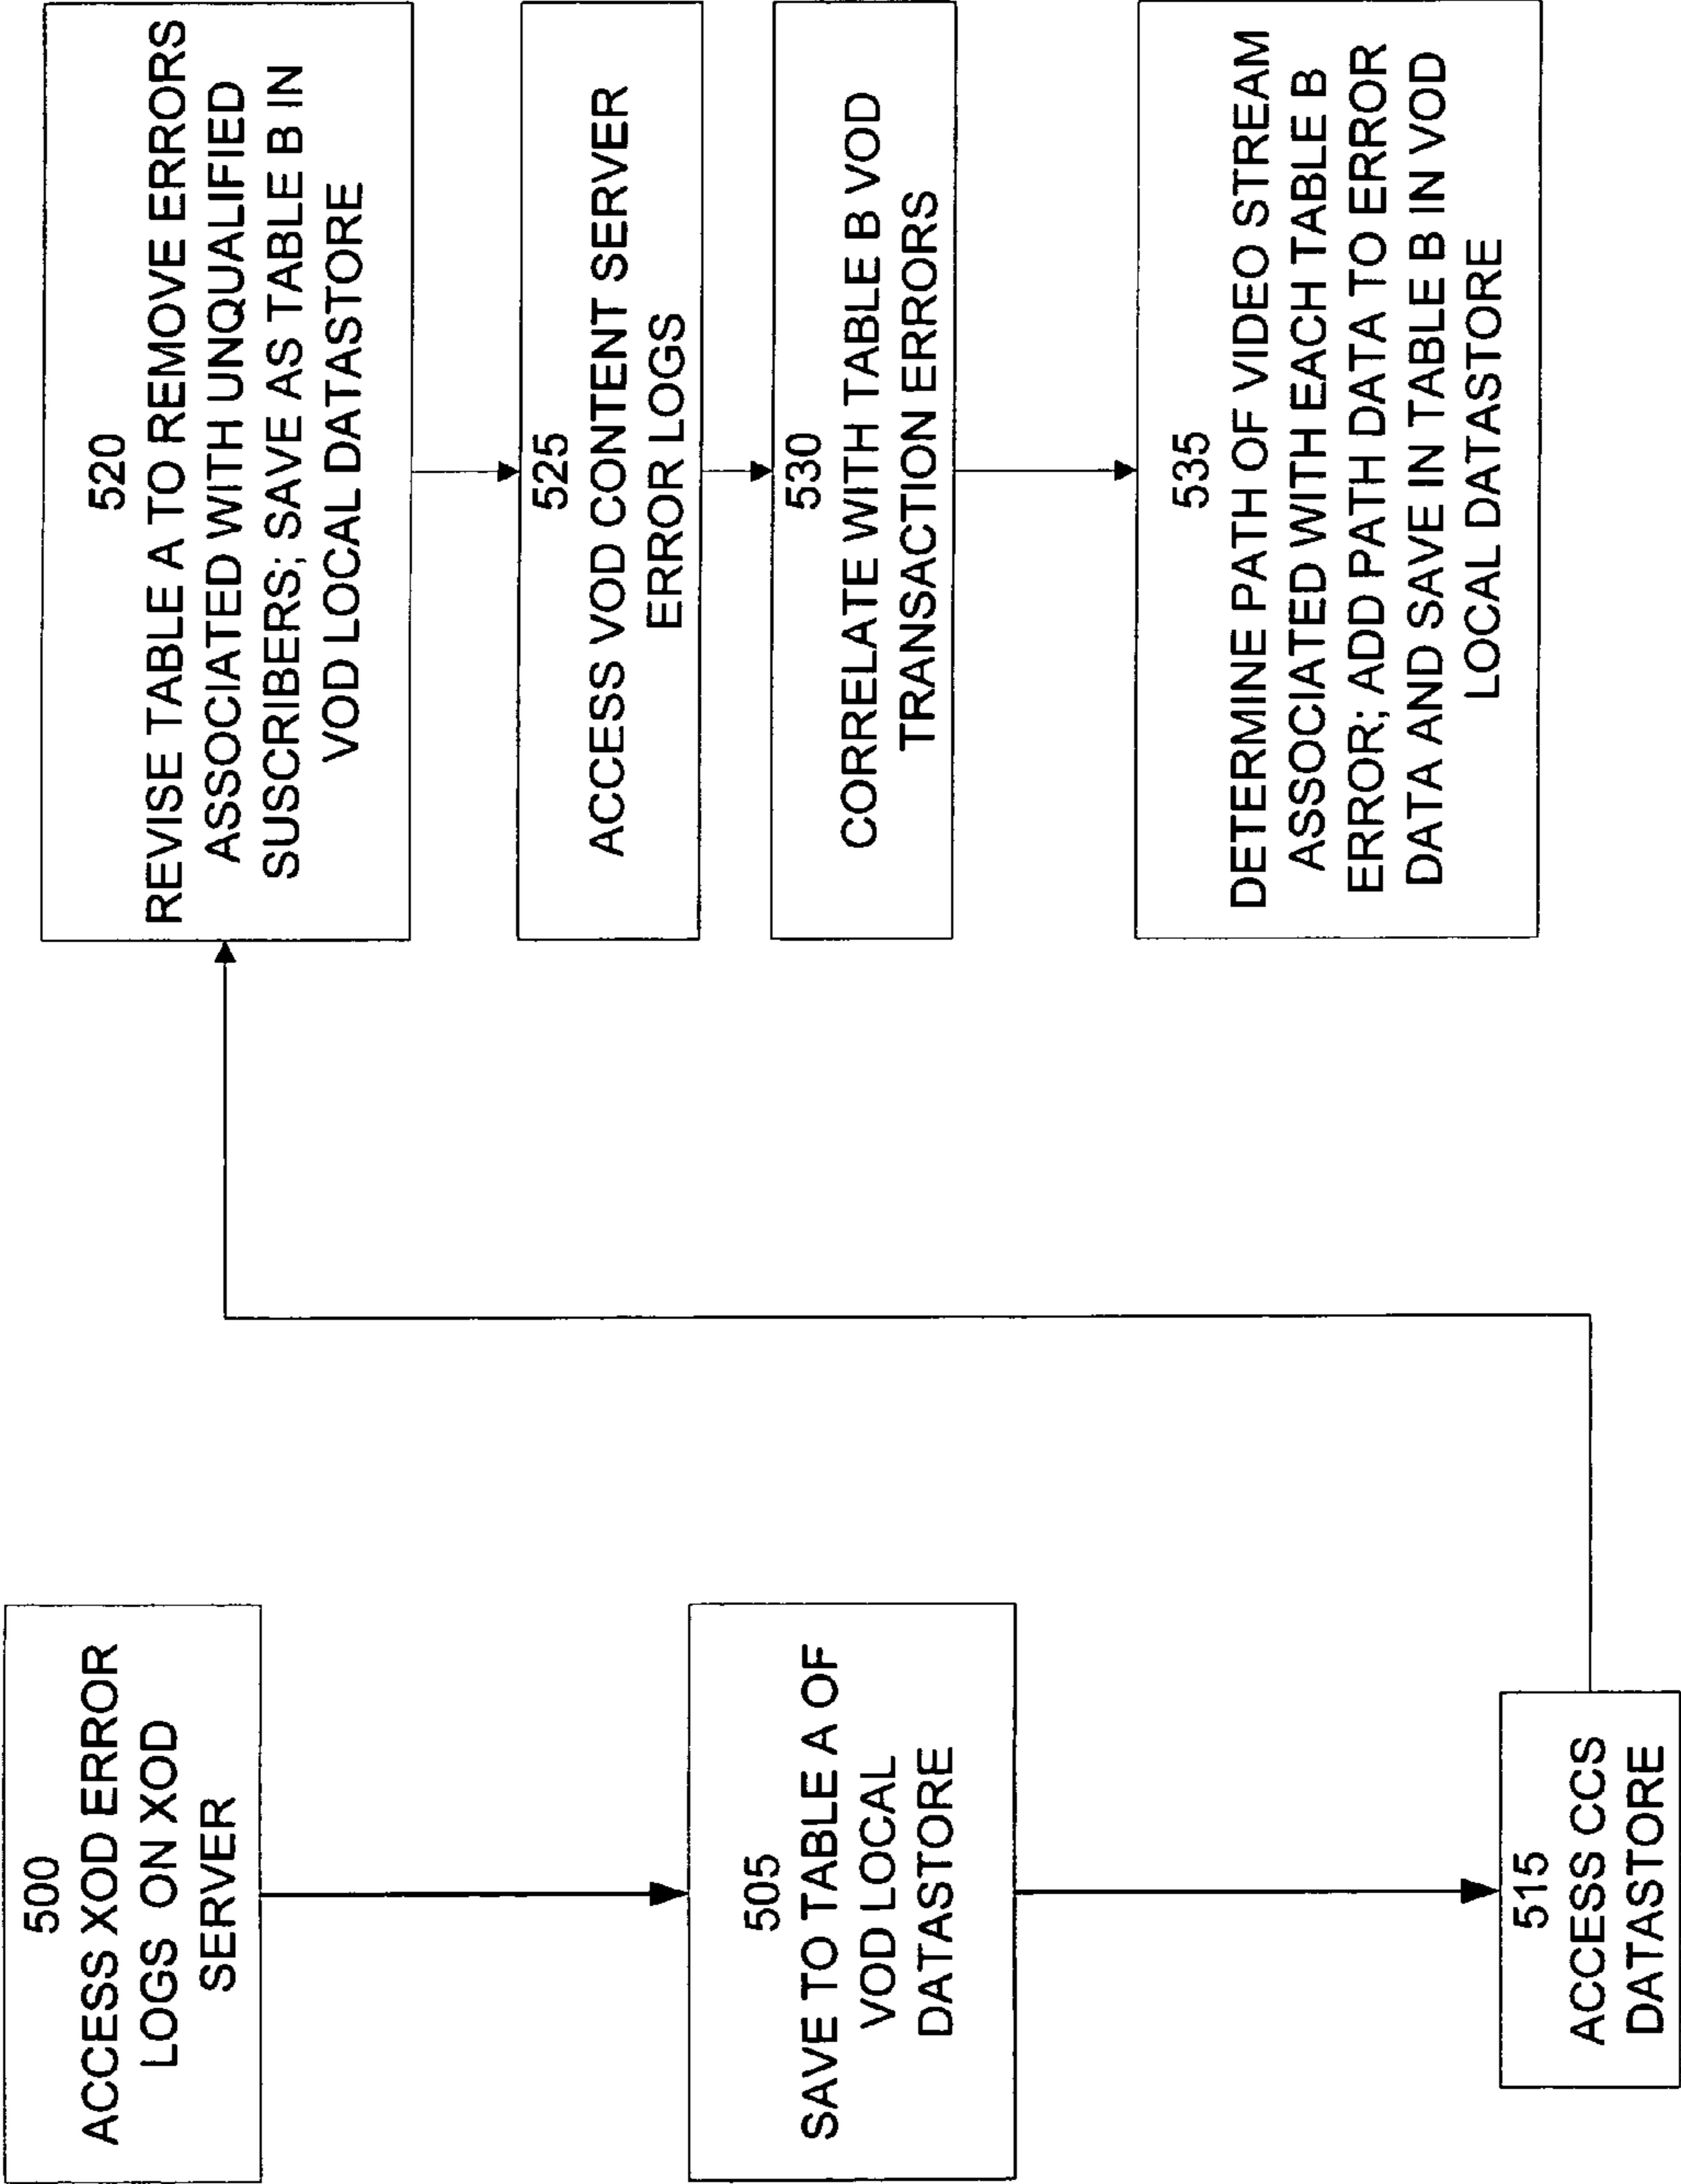 500
ACCESS XOD ERROR
LOGS ON XOD
SERVER
505
SAVE TO TABLE A OF
VOD LOCAL
DATASTORE
515
ACCESS CCS
DATASTORE
520
REVISE TABLE A TO REMOVE ERRORS
ASSOCIATED WITH UNQUALIFIED
SUSCRIBERS; SAVE AS TABLE B IN
VOD LOCAL DATASTORE
525
ACCESS VOD CONTENT SERVER
ERROR LOGS
530
CORRELATE WITH TABLE B VOD
TRANSACTION ERRORS
535
DETERMINE PATH OF VIDEO STREAM
ASSOCIATED WITH EACH TABLE B
ERROR; ADD PATH DATA TO ERROR
DATA AND SAVE IN TABLE B IN VOD
LOCAL DATASTORE